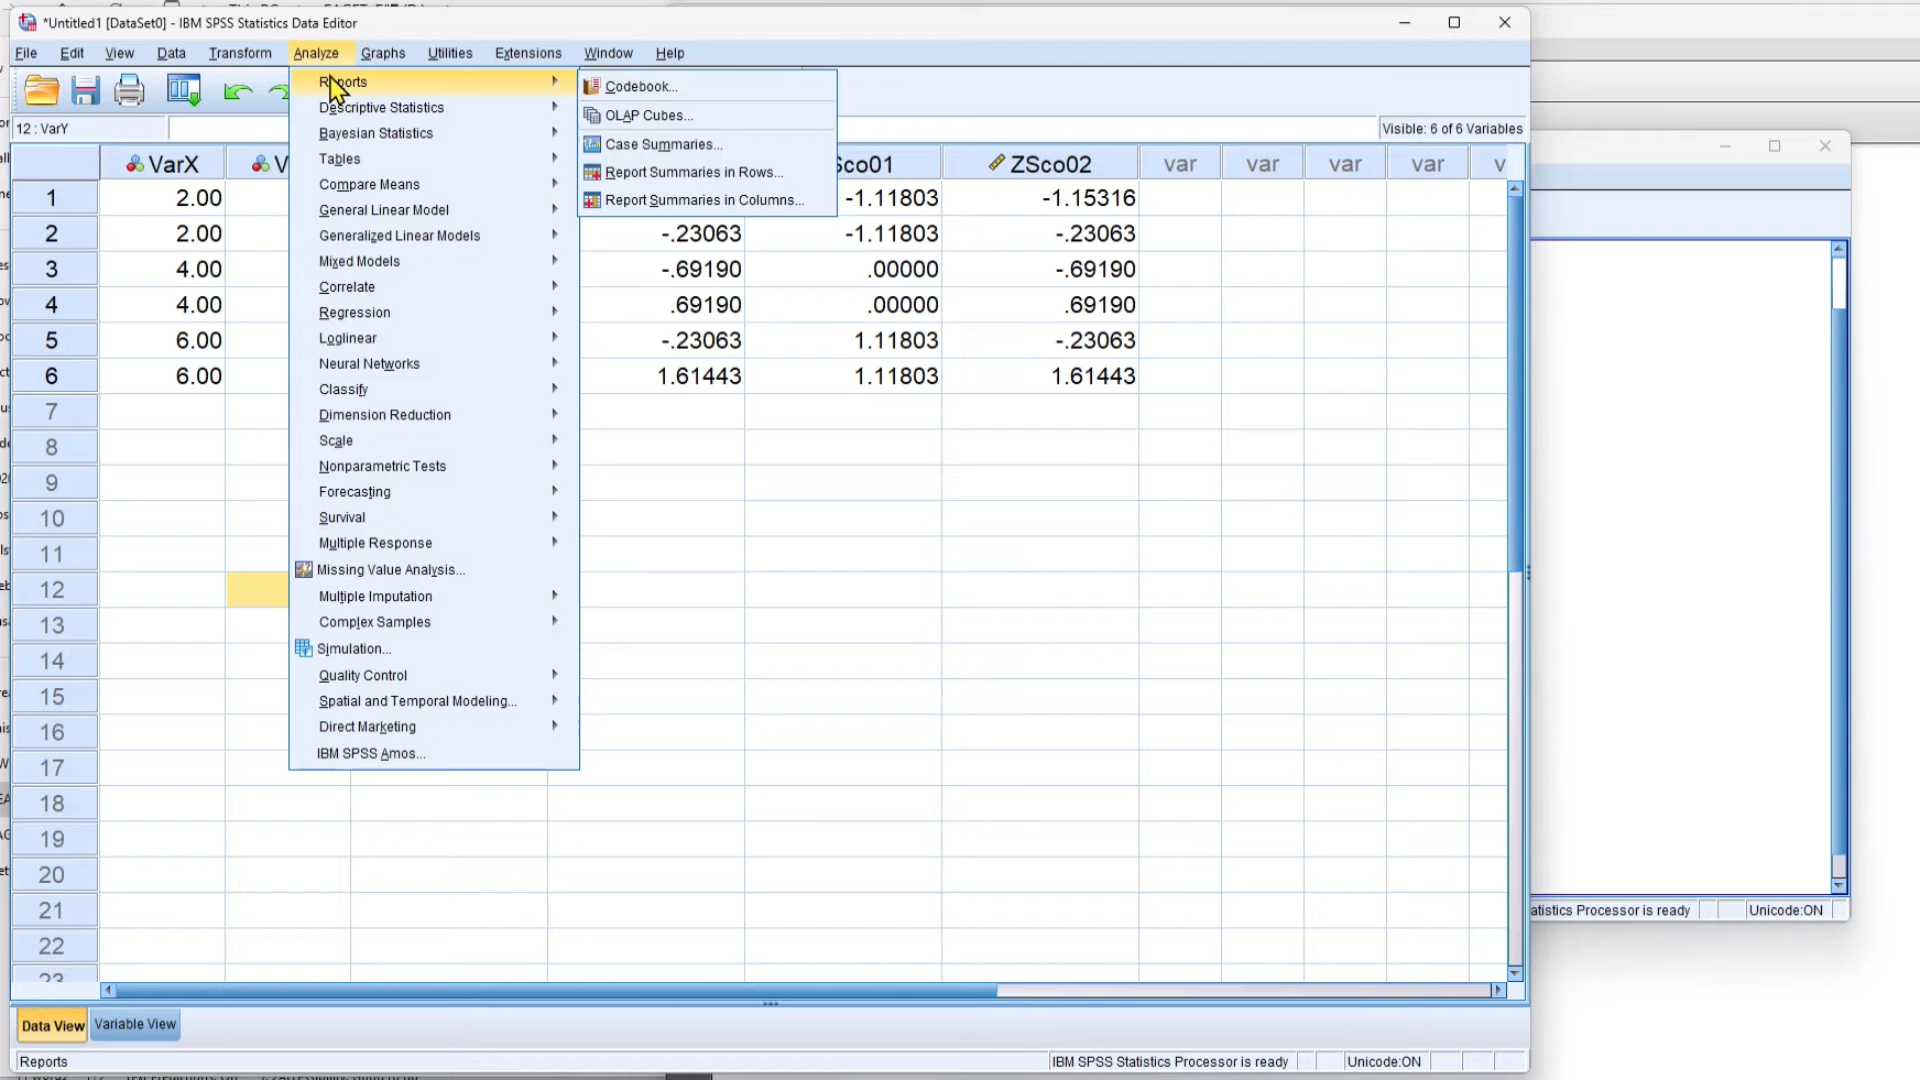 *Untitled1 [DataSet0] - IBM SPSS Statistics Data Editor
File Edit View Data Transform Analyze Graphs Utilities Extensions Window Help
12 : VarY
Visible: 6 of 6 Variables
Reports
Descriptive Statistics
Bayesian Statistics
Tables
Compare Means
General Linear Model
Generalized Linear Models
Mixed Models
Correlate
Regression
Loglinear
Neural Networks
Classify
Dimension Reduction
Scale
Nonparametric Tests
Forecasting
Survival
Multiple Response
Missing Value Analysis...
Multiple Imputation
Complex Samples
Simulation...
Quality Control
Spatial and Temporal Modeling...
Direct Marketing
IBM SPSS Amos...
Codebook...
OLAP Cubes...
Case Summaries...
Report Summaries in Rows...
Report Summaries in Columns...
VarX V Sco01 ZSco02 var var var var v
1 2.00 -1.11803 -1.15316
2 2.00 -.23063 -1.11803 -.23063
3 4.00 -.69190 .00000 -.69190
4 4.00 .69190 .00000 .69190
5 6.00 -.23063 1.11803 -.23063
6 6.00 1.61443 1.11803 1.61443
7
8
9
10
11
12
13
14
15
16
17
18
19
20
21
22
23
Data View Variable View
Reports
IBM SPSS Statistics Processor is ready Unicode:ON
atistics Processor is ready Unicode:ON